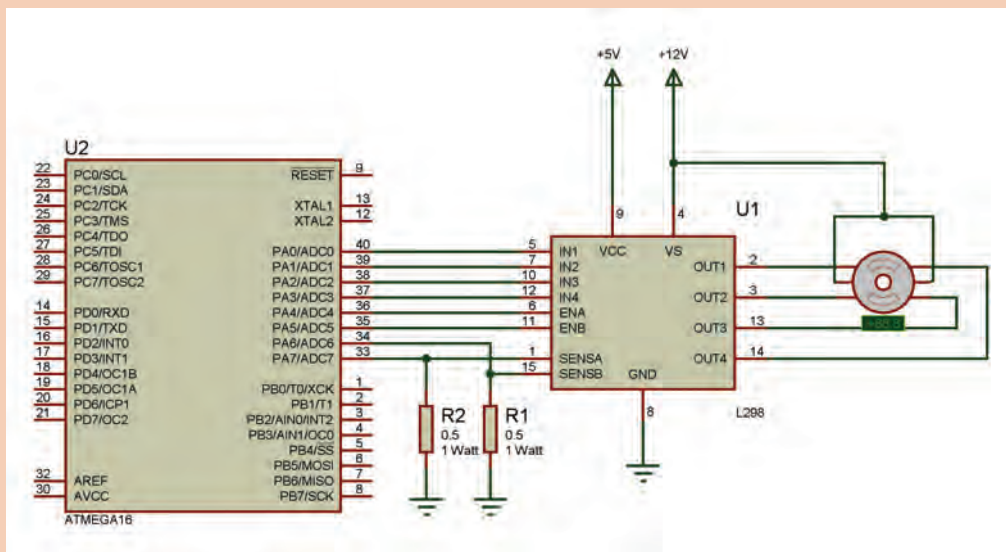 +5V
+12V
U2
22 PC0/SCL
23 PC1/SDA
24 PC2/TCK
25 PC3/TMS
26 PC4/TDO
27 PC5/TDI
28 PC6/TOSC1
29 PC7/TOSC2
14 PD0/RXD
15 PD1/TXD
16 PD2/INT0
17 PD3/INT1
18 PD4/OC1B
19 PD5/OC1A
20 PD6/ICP1
21 PD7/OC2
32 AREF
30 AVCC
RESET 9
XTAL1 13
XTAL2 12
PA0/ADC0 40
PA1/ADC1 39
PA2/ADC2 38
PA3/ADC3 37
PA4/ADC4 36
PA5/ADC5 35
PA6/ADC6 34
PA7/ADC7 33
PB0/T0/XCK 1
PB1/T1 2
PB2/AIN0/INT2 3
PB3/AIN1/OC0 4
PB4/SS 5
PB5/MOSI 6
PB6/MISO 7
PB7/SCK 8
ATMEGA16
R2
0.5
1 Watt
R1
0.5
1 Watt
U1
9 VCC
4 VS
5 IN1
7 IN2
10 IN3
12 IN4
6 ENA
11 ENB
1 SENSA
15 SENSB
GND 8
OUT1 2
OUT2 3
OUT3 13
OUT4 14
L298